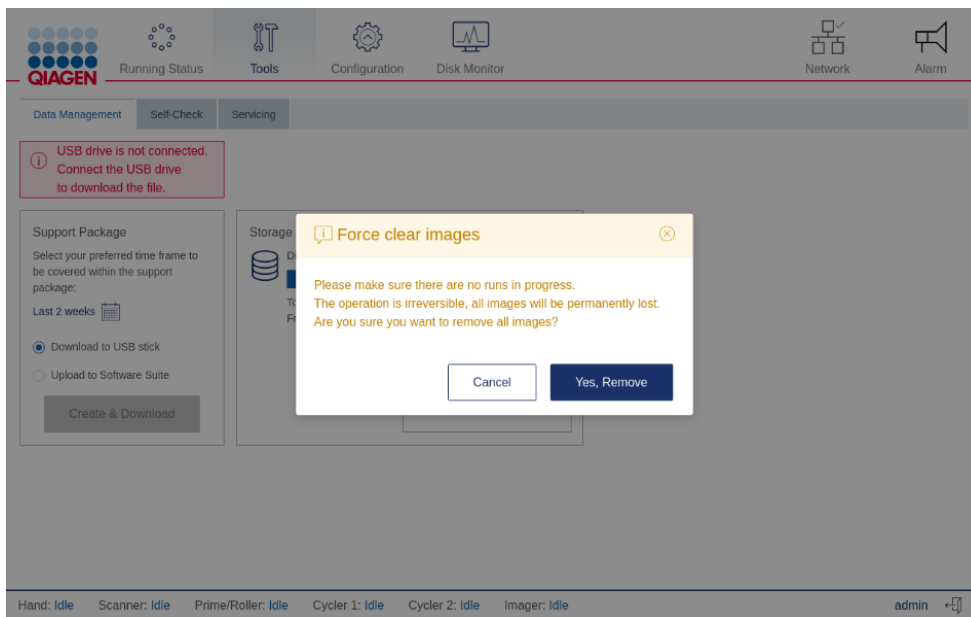 QIAGEN
Running Status
Tools
Configuration
Disk Monitor
Network
Alarm
Data Management
Self-Check
Servicing
USB drive is not connected.
Connect the USB drive
to download the file.
Support Package
Select your preferred time frame to
be covered within the support
package:
Last 2 weeks
Download to USB stick
Upload to Software Suite
Create & Download
Storage
Force clear images
Please make sure there are no runs in progress.
The operation is irreversible, all images will be permanently lost.
Are you sure you want to remove all images?
Cancel
Yes, Remove
Hand: Idle
Scanner: Idle
Prime/Roller: Idle
Cycler 1: Idle
Cycler 2: Idle
Imager: Idle
admin